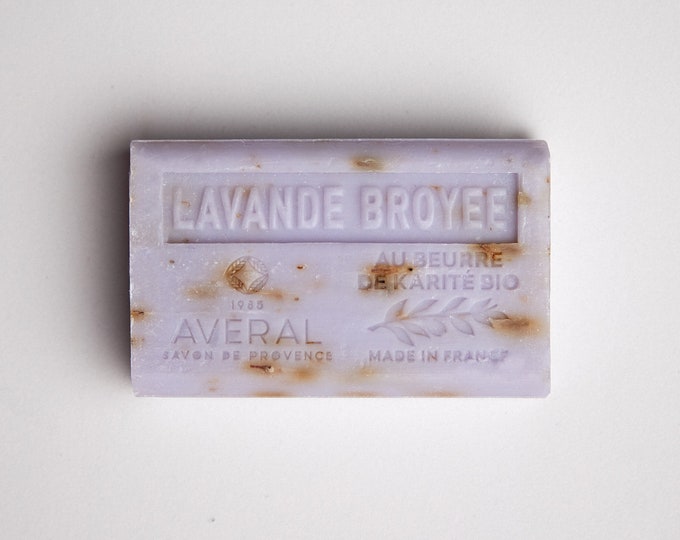 LAVANDE BROYEE
1985
AVERAL
SAVON DE PROVENCE
AU BEURRE
DE KARITÉ BIO
MADE IN FRANCE